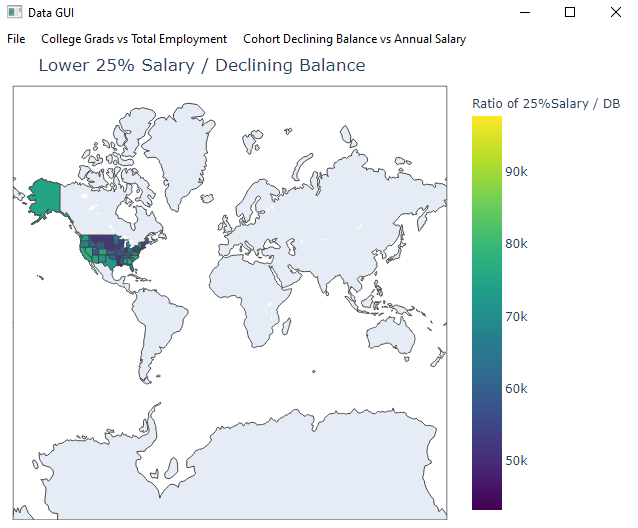 Data GUI
File College Grads vs Total Employment Cohort Declining Balance vs Annual Salary
Lower 25% Salary / Declining Balance
Ratio of 25%Salary / DB
90k
80k
70k
60k
50k